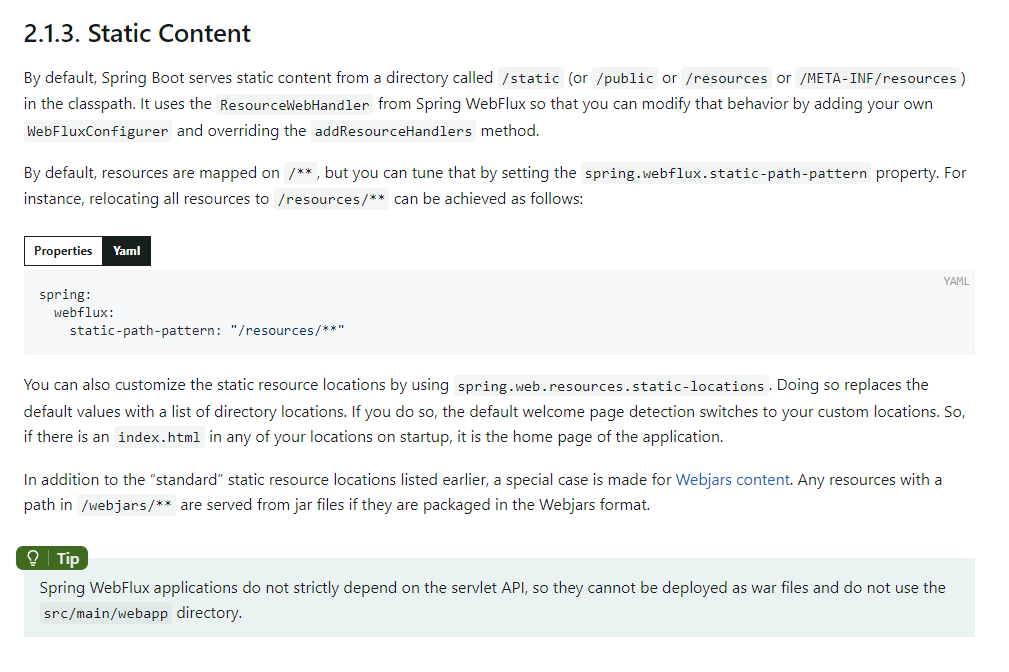 2.1.3. Static Content
By default, Spring Boot serves static content from a directory called /static (or /public or /resources or /META-INF/resources)
in the classpath. It uses the ResourceWebHandler from Spring WebFlux so that you can modify that behavior by adding your own
WebFluxConfigurer and overriding the addResourceHandlers method.
By default, resources are mapped on /**, but you can tune that by setting the spring.webflux.static-path-pattern property. For
instance, relocating all resources to /resources/** can be achieved as follows:
Properties Yaml
YAML
spring:
  webflux:
    static-path-pattern: "/resources/**"
You can also customize the static resource locations by using spring.web.resources.static-locations. Doing so replaces the
default values with a list of directory locations. If you do so, the default welcome page detection switches to your custom locations. So,
if there is an index.html in any of your locations on startup, it is the home page of the application.
In addition to the “standard” static resource locations listed earlier, a special case is made for Webjars content. Any resources with a
path in /webjars/** are served from jar files if they are packaged in the Webjars format.
Tip
Spring WebFlux applications do not strictly depend on the servlet API, so they cannot be deployed as war files and do not use the
src/main/webapp directory.